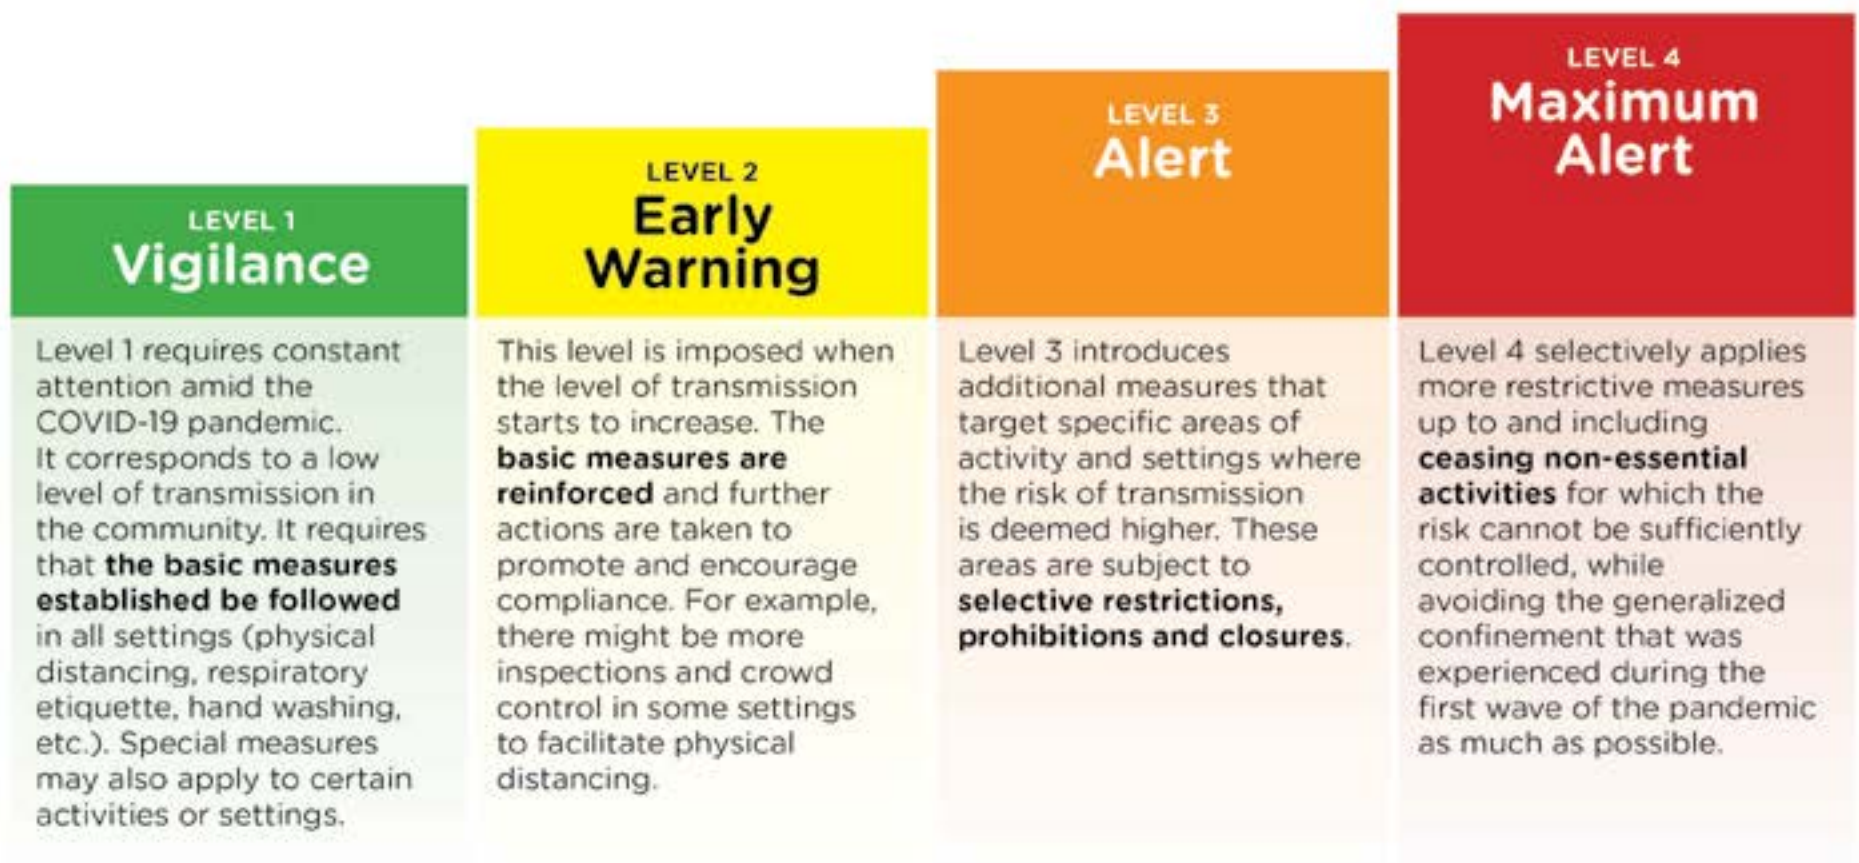 LEVEL 1
Vigilance
Level 1 requires constant
attention amid the
COVID-19 pandemic.
It corresponds to a low
level of transmission in
the community. It requires
that the basic measures
established be followed
in all settings (physical
distancing, respiratory
etiquette, hand washing,
etc.). Special measures
may also apply to certain
activities or settings.
LEVEL 2
Early
Warning
This level is imposed when
the level of transmission
starts to increase. The
basic measures are
reinforced and further
actions are taken to
promote and encourage
compliance. For example,
there might be more
inspections and crowd
control in some settings
to facilitate physical
distancing.
LEVEL 3
Alert
Level 3 introduces
additional measures that
target specific areas of
activity and settings where
the risk of transmission
is deemed higher. These
areas are subject to
selective restrictions,
prohibitions and closures.
LEVEL 4
Maximum
Alert
Level 4 selectively applies
more restrictive measures
up to and including
ceasing non-essential
activities for which the
risk cannot be sufficiently
controlled, while
avoiding the generalized
confinement that was
experienced during the
first wave of the pandemic
as much as possible.